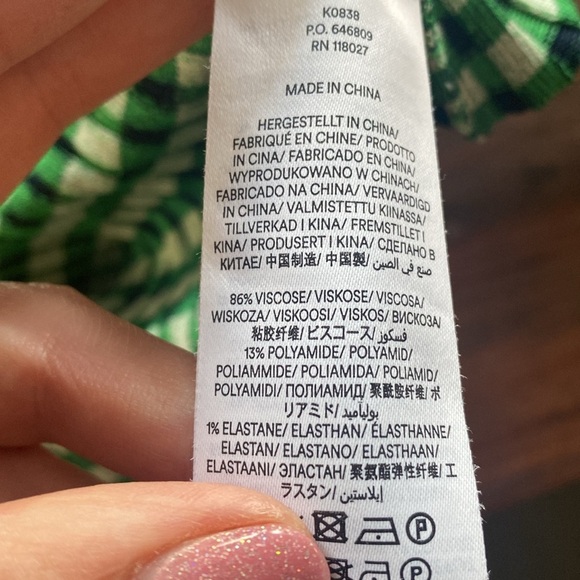 K0838
P.O. 646809
RN 118027
MADE IN CHINA
HERGESTELLT IN CHINA/
FABRIQUÉ EN CHINE/ PRODOTTO
IN CINA/ FABRICADO EN CHINA/
WYPRODUKOWANO W CHINACH/
FABRICADO NA CHINA/ VERVAARDIGD
IN CHINA/ VALMISTETTU KIINASSA/
TILLVERKAD I KINA/ FREMSTILLET I
KINA/ PRODUSERT I KINA/ СДЕЛАНО В
КИТАЕ/ 中国制造/ 中国製/ صنع في الصين
86% VISCOSE/ VISKOSE/ VISCOSA/
WISKOZA/ VISKOOSI/ VISKOS/ ВИСКОЗА/
粘胶纤维/ ビスコース/ فسكوز
13% POLYAMIDE/ POLYAMID/
POLIAMMIDE/ POLIAMIDA/ POLIAMID/
POLYAMIDI/ ПОЛИАМИД/ 聚酰胺纤维/ ポ
リアミド/ بوليآميد
1% ELASTANE/ ELASTHAN/ ÉLASTHANNE/
ELASTAN/ ELASTANO/ ELASTHAAN/
ELASTAANI/ ЭЛАСТАН/ 聚氨酯弹性纤维/ エ
ラスタン/ إيلاستين
P
P